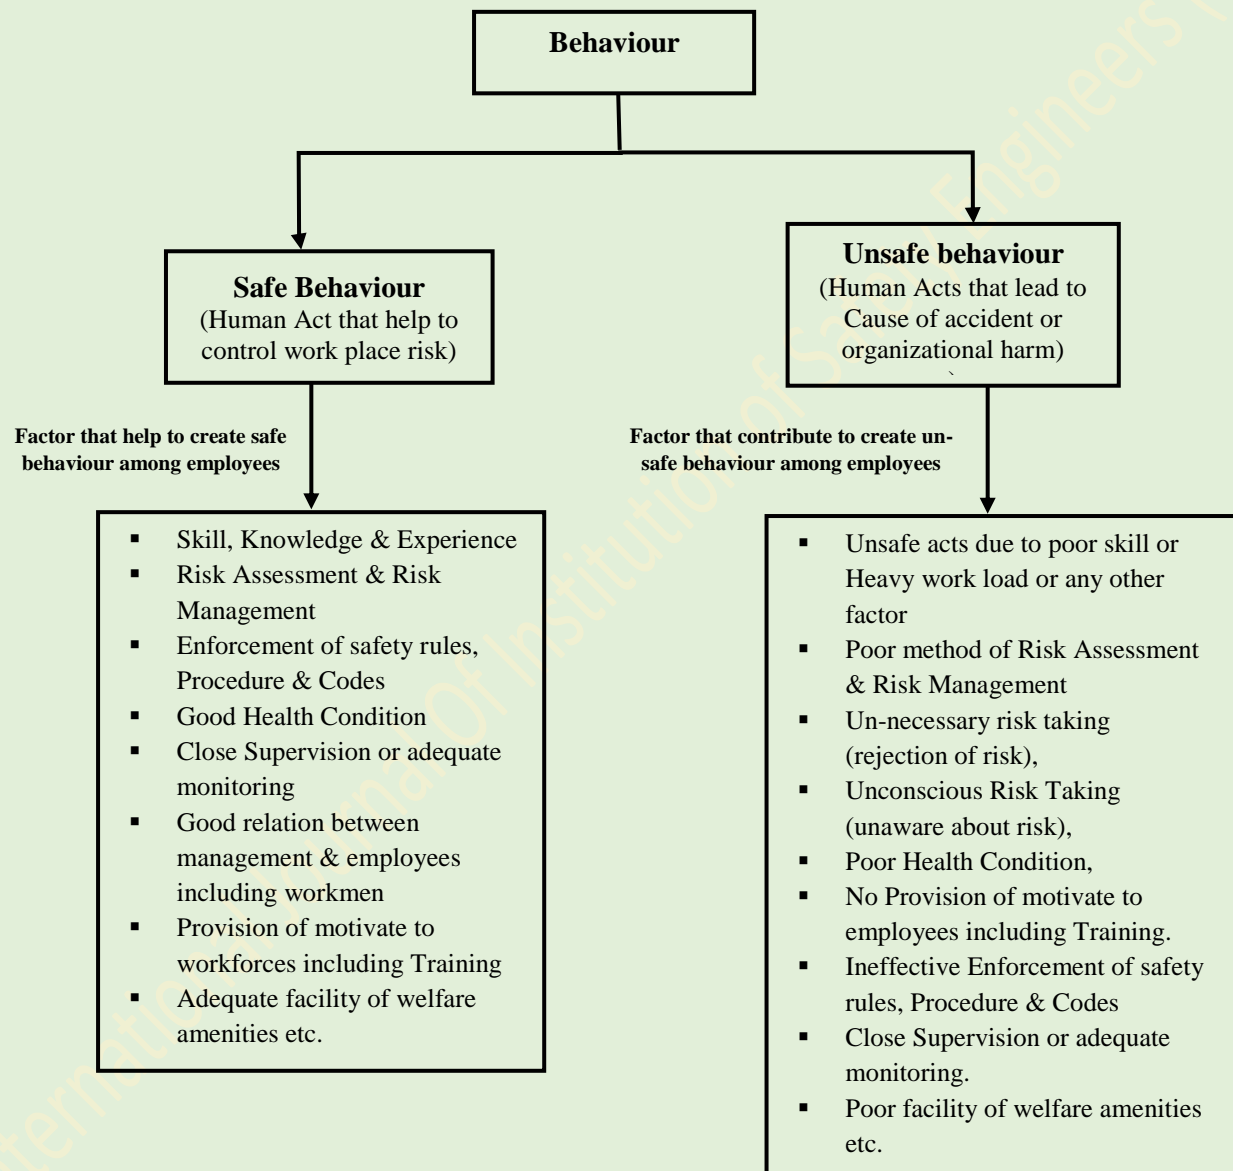 Behaviour
Safe Behaviour
(Human Act that help to
control work place risk)
Unsafe behaviour
(Human Acts that lead to
Cause of accident or
organizational harm)
Factor that help to create safe
behaviour among employees
Factor that contribute to create un-
safe behaviour among employees
▪ Skill, Knowledge & Experience
▪ Risk Assessment & Risk
Management
▪ Enforcement of safety rules,
Procedure & Codes
▪ Good Health Condition
▪ Close Supervision or adequate
monitoring
▪ Good relation between
management & employees
including workmen
▪ Provision of motivate to
workforces including Training
▪ Adequate facility of welfare
amenities etc.
▪ Unsafe acts due to poor skill or
Heavy work load or any other
factor
▪ Poor method of Risk Assessment
& Risk Management
▪ Un-necessary risk taking
(rejection of risk),
▪ Unconscious Risk Taking
(unaware about risk),
▪ Poor Health Condition,
▪ No Provision of motivate to
employees including Training.
▪ Ineffective Enforcement of safety
rules, Procedure & Codes
▪ Close Supervision or adequate
monitoring.
▪ Poor facility of welfare amenities
etc.
International Journal Of Institution of Safety Engineers